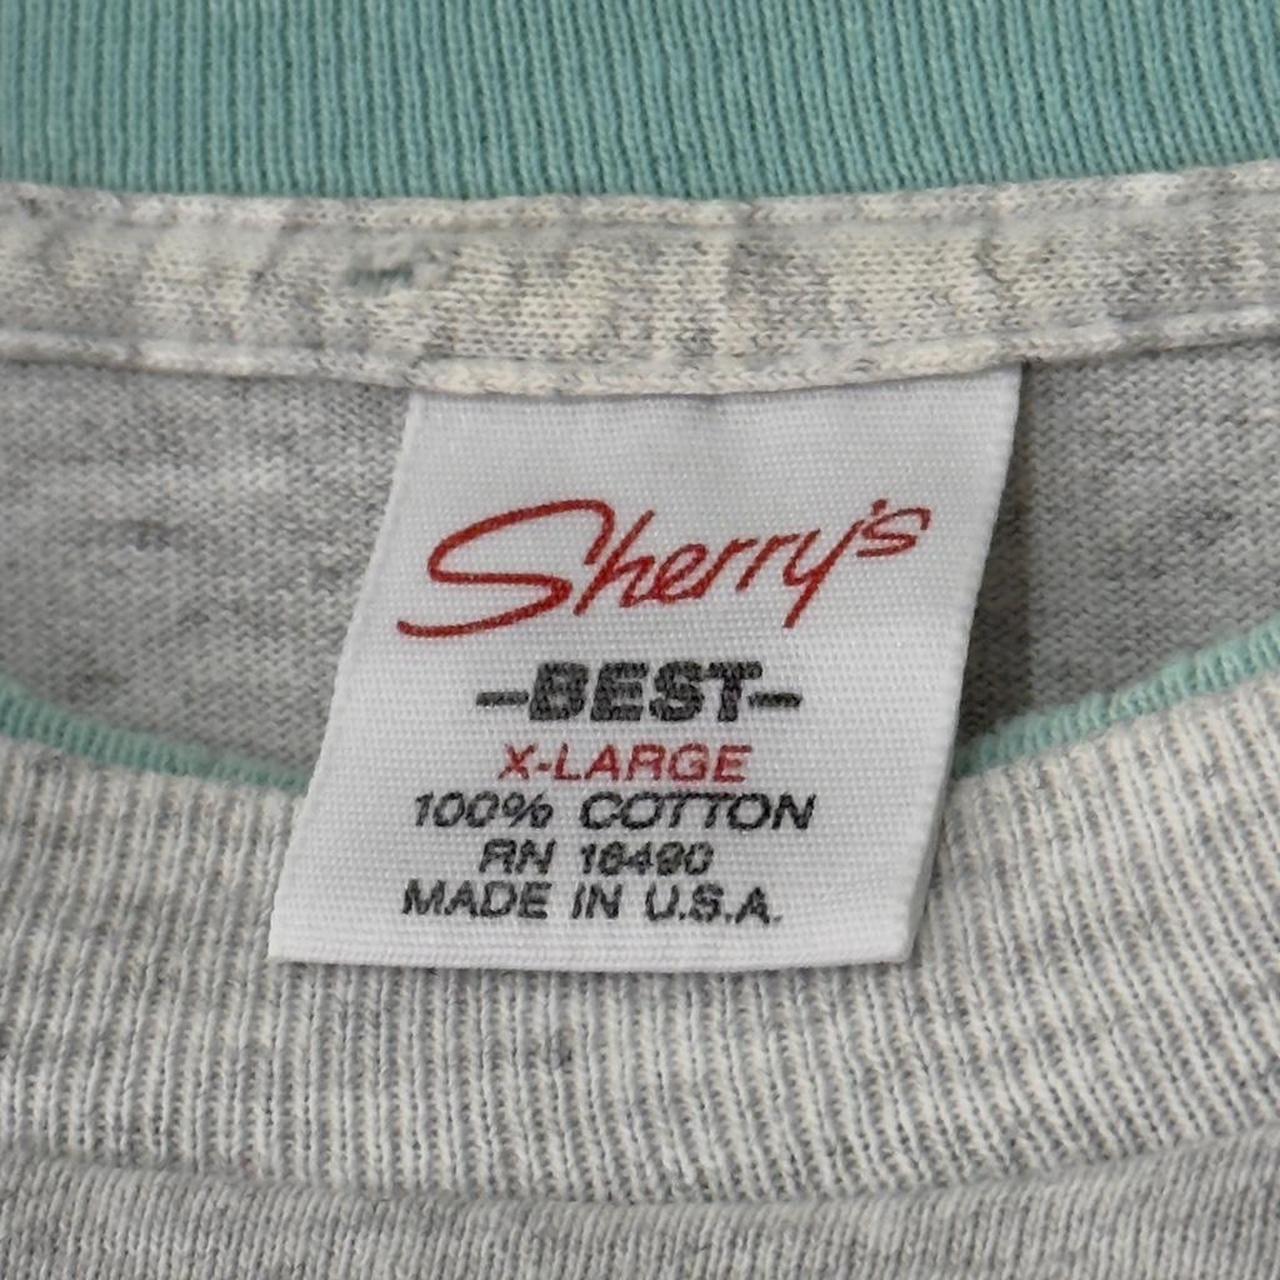 Sherry's
-BEST-
X-LARGE
100% COTTON
RN 16490
MADE IN U.S.A.